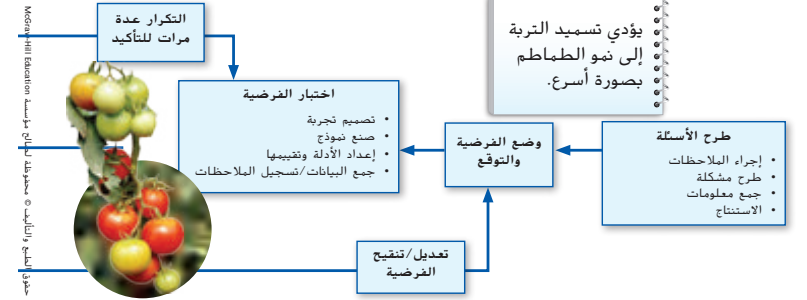 يؤدي تسميد التربة
إلى نمو الطماطم
بصورة أسرع.
طرح الأسئلة
• إجراء الملاحظات
• طرح مشكلة
• جمع معلومات
• الاستنتاج
وضع الفرضية
والتوقع
اختبار الفرضية
• تصميم تجربة
• صنع نموذج
• إعداد الأدلة وتقييمها
• جمع البيانات/تسجيل الملاحظات
التكرار عدة
مرات للتأكيد
تعديل/تنقيح
الفرضية
حقوق الطبع والتأليف © محفوظة لصالح مؤسسة McGraw-Hill Education